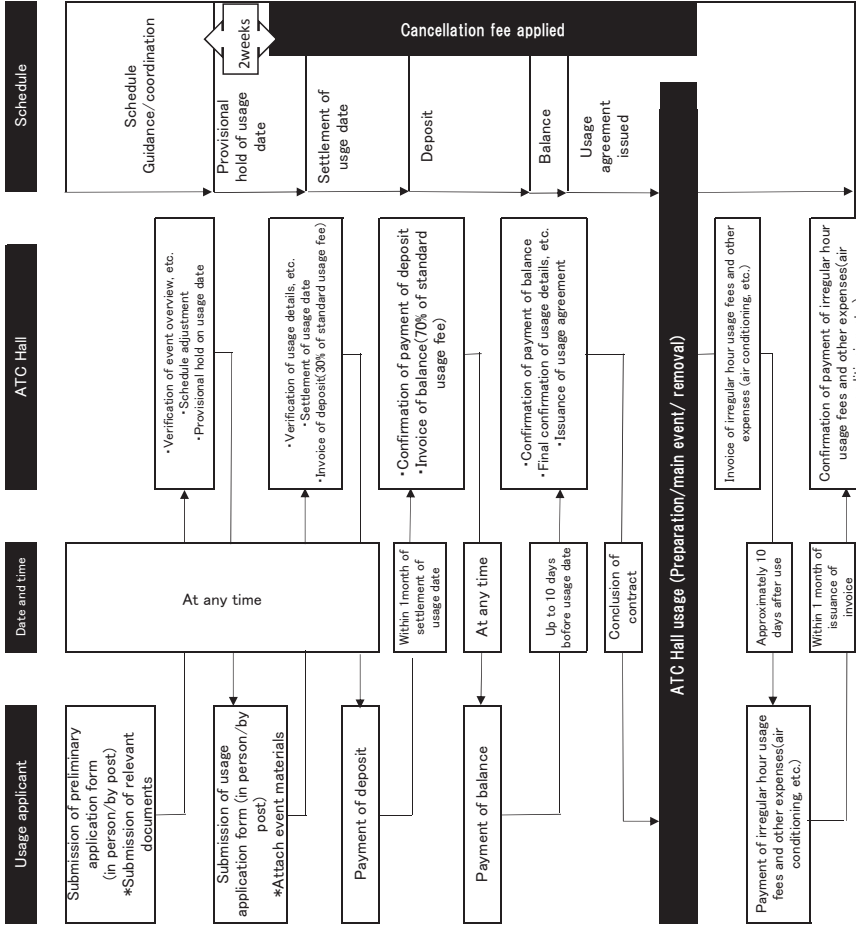 Usage applicant
Date and time
ATC Hall
Schedule
Submission of preliminary
application form
(in person/by post)
*Submission of relevant
documents
Submission of usage
application form (in person/by
post)
*Attach event materials
Payment of deposit
Payment of balance
Payment of irregular hour usage
fees and other expenses(air
conditioning, etc.)
At any time
Within 1month of
settlement of
usage date
At any time
Up to 10 days
bofore usage date
Conclusion of
contract
Approximately 10
days after use
Within 1 month of
issuance of
invoice
・Verification of event overview, etc.
・Schedule adjustment
・Provisional hold on usage date
・Verification of usage details, etc.
・Settlement of usage date
・Invoice of deposit(30% of standard usage fee)
・Confirmation of payment of deposit
・Invoice of balance(70% of standard
usage fee)
・Confirmation of payment of balance
・Final confirmation of usage details, etc.
・Issuance of usage agreement
ATC Hall usage (Preparation/main event/ removal)
Invoice of irregular hour usage fees and other
expenses (air conditioning, etc.)
Confirmation of payment of irregular hour
usage fees and other expenses(air
Schedule
Guidance/coordination
Provisional
hold of usage
date
Settlement of
usge date
Deposit
Balance
Usage
agreement
issued
2weeks
Cancellation fee applied